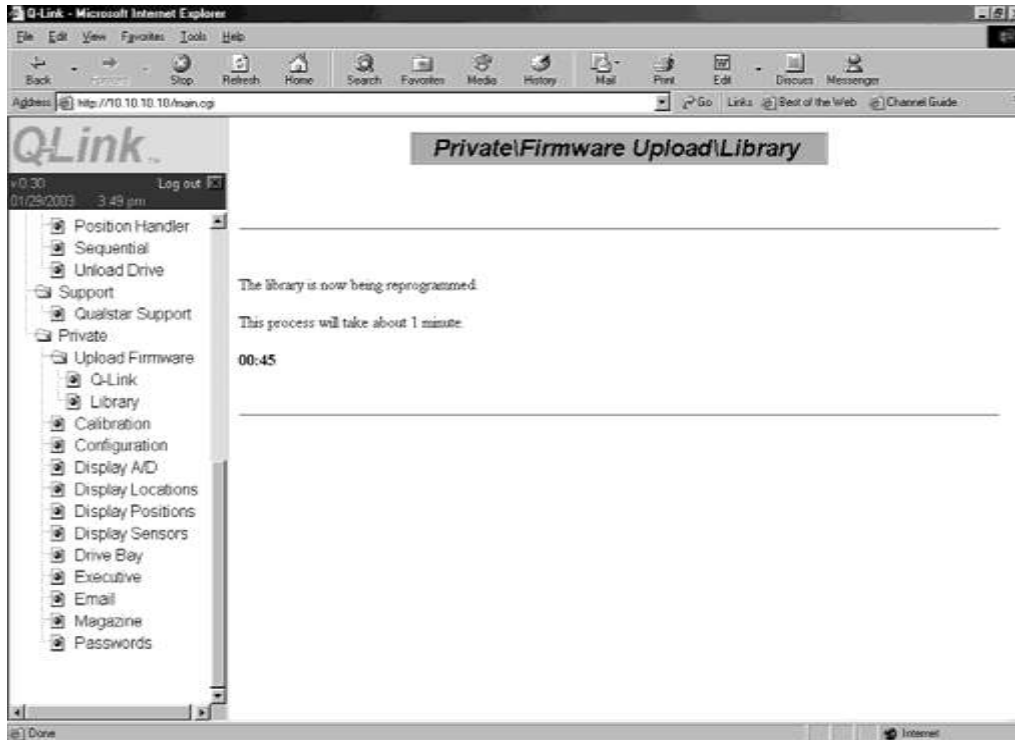 Q-Link - Microsoft Internet Explorer
File Edit View Favorites Tools Help
Back Stop Refresh Home Search Favorites Media History Mail Print Edit Discuss Messenger
Address http://10.10.10.10/main.cgi Go Links Best of the Web Channel Guide
Q-Link™
Private\Firmware Upload\Library
v0.30 Log out
01/29/2003 3:49 pm
Position Handler
Sequential
Unload Drive
Support
Qualstar Support
Private
Upload Firmware
Q-Link
Library
Calibration
Configuration
Display A/D
Display Locations
Display Positions
Display Sensors
Drive Bay
Executive
Email
Magazine
Passwords
The library is now being reprogrammed.
This process will take about 1 minute.
00:45
Done Internet